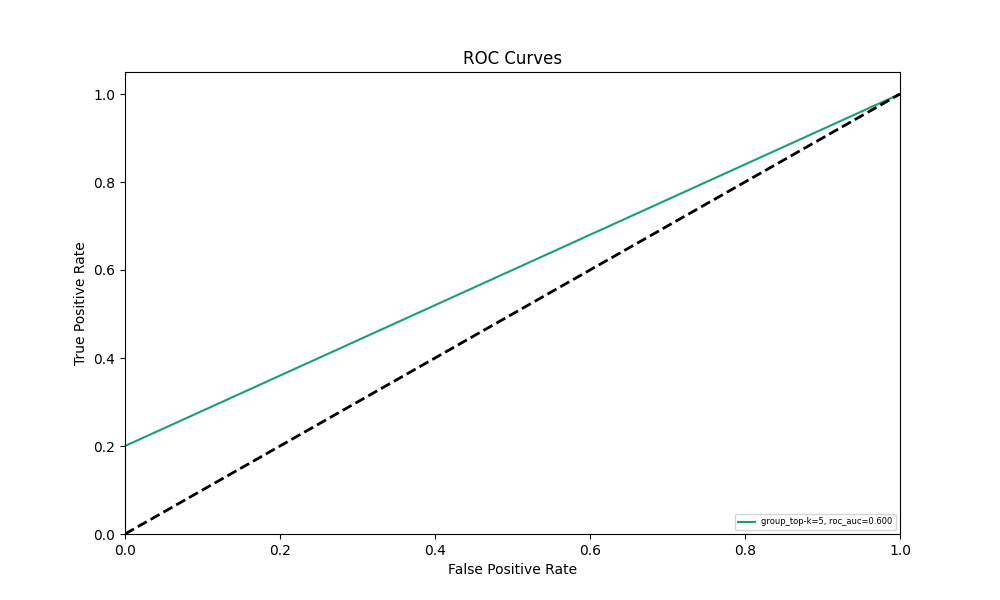 ROC Curves
True Positive Rate
1.0
0.8
0.6
0.4
0.2
0.0
0.0 0.2 0.4 0.6 0.8 1.0
False Positive Rate
group_top-k=5, roc_auc=0.600